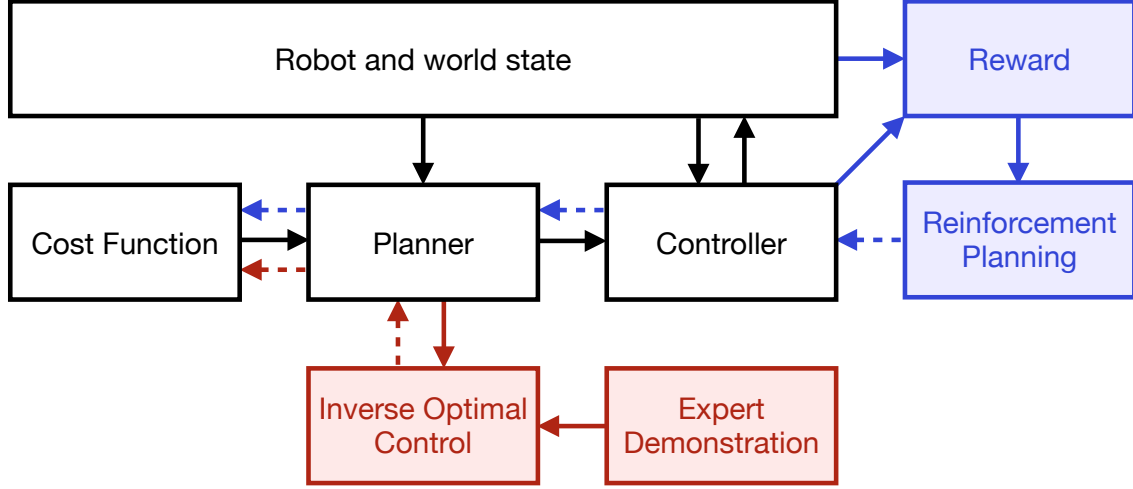 Robot and world state
Reward
Cost Function
Planner
Controller
Reinforcement
Planning
Inverse Optimal
Control
Expert
Demonstration